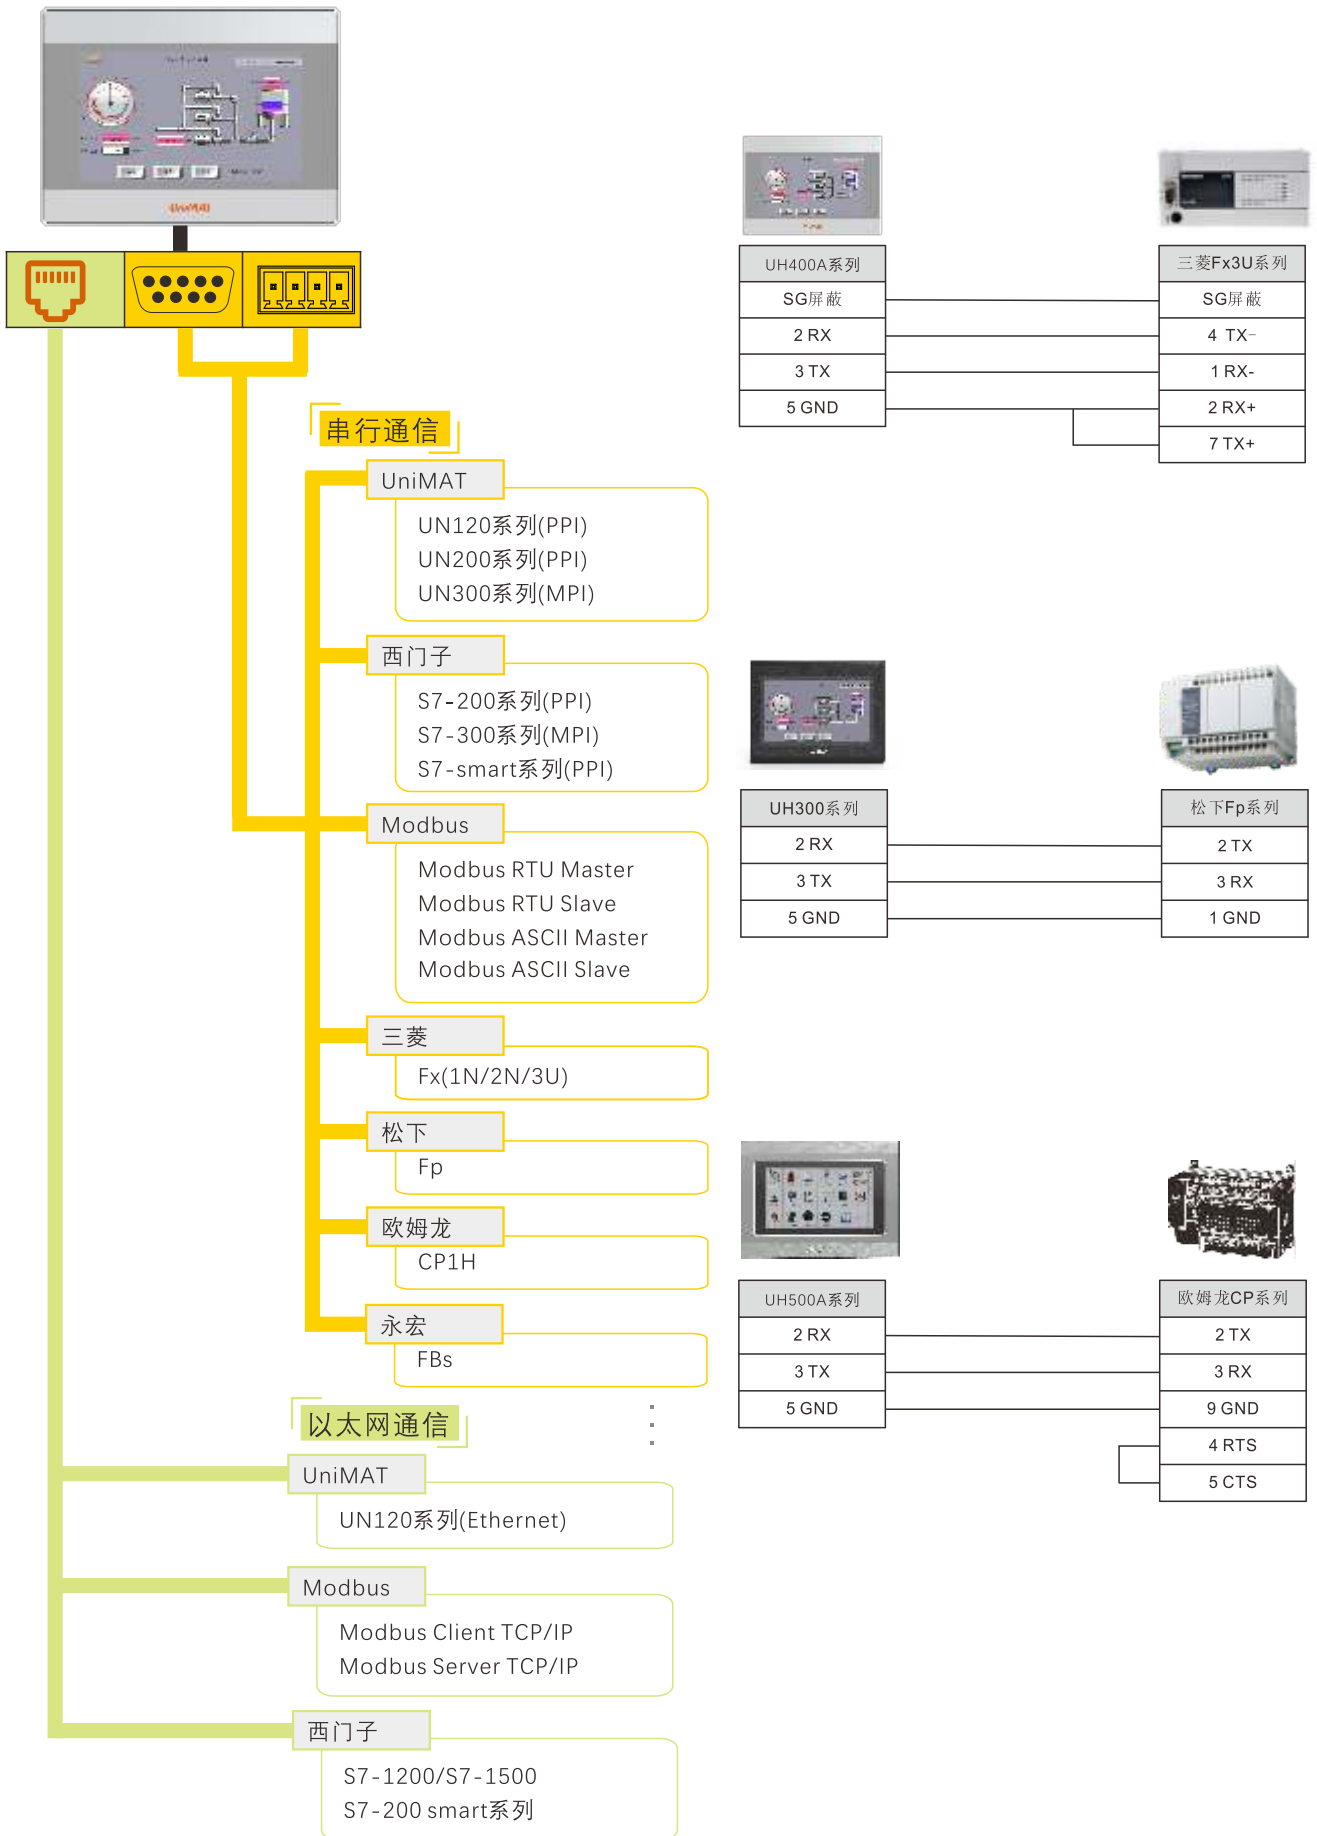 UniMAT
串行通信
UniMAT
UN120系列(PPI)
UN200系列(PPI)
UN300系列(MPI)
西门子
S7-200系列(PPI)
S7-300系列(MPI)
S7-smart系列(PPI)
Modbus
Modbus RTU Master
Modbus RTU Slave
Modbus ASCII Master
Modbus ASCII Slave
三菱
Fx(1N/2N/3U)
松下
Fp
欧姆龙
CP1H
永宏
FBs
以太网通信
UniMAT
UN120系列(Ethernet)
Modbus
Modbus Client TCP/IP
Modbus Server TCP/IP
西门子
S7-1200/S7-1500
S7-200 smart系列
UH400A系列
SG屏蔽
2 RX
3 TX
5 GND
三菱Fx3U系列
SG屏蔽
4 TX-
1 RX-
2 RX+
7 TX+
UH300系列
2 RX
3 TX
5 GND
松下Fp系列
2 TX
3 RX
1 GND
UH500A系列
2 RX
3 TX
5 GND
欧姆龙CP系列
2 TX
3 RX
9 GND
4 RTS
5 CTS